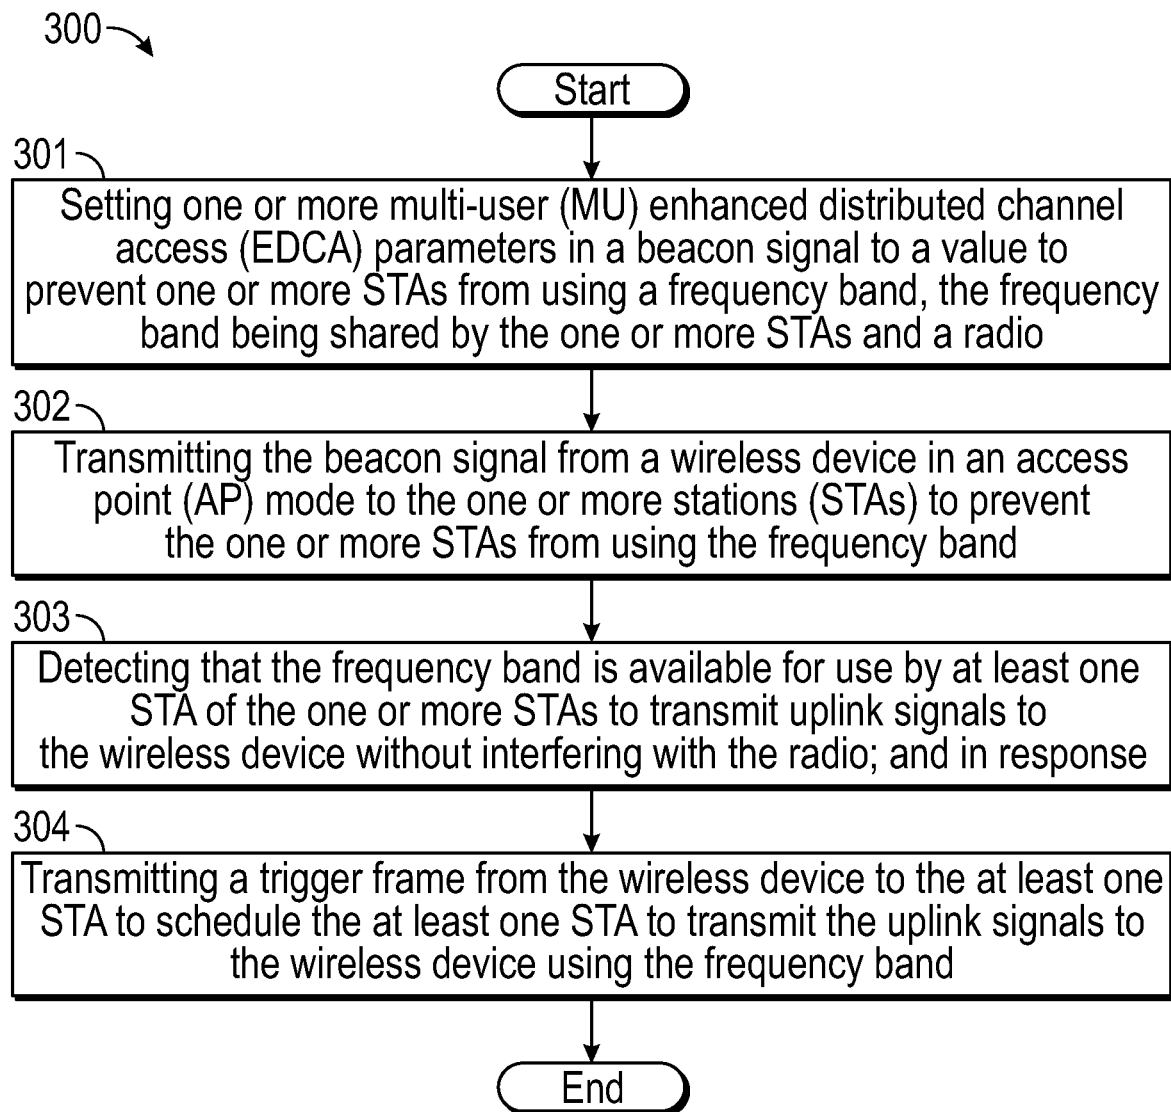 300
Start
301
Setting one or more multi-user (MU) enhanced distributed channel
access (EDCA) parameters in a beacon signal to a value to
prevent one or more STAs from using a frequency band, the frequency
band being shared by the one or more STAs and a radio
302
Transmitting the beacon signal from a wireless device in an access
point (AP) mode to the one or more stations (STAs) to prevent
the one or more STAs from using the frequency band
303
Detecting that the frequency band is available for use by at least one
STA of the one or more STAs to transmit uplink signals to
the wireless device without interfering with the radio; and in response
304
Transmitting a trigger frame from the wireless device to the at least one
STA to schedule the at least one STA to transmit the uplink signals to
the wireless device using the frequency band
End